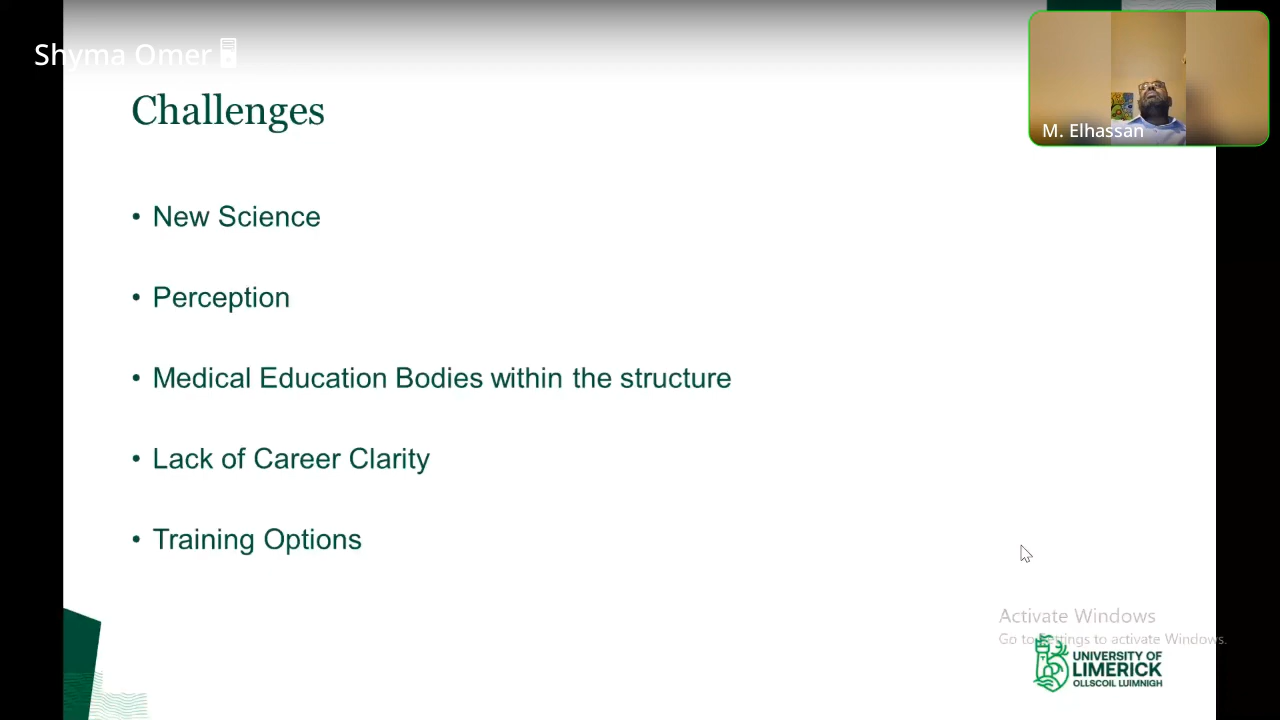 Shyma Omer
M. Elhassan
Challenges
• New Science
• Perception
• Medical Education Bodies within the structure
• Lack of Career Clarity
• Training Options
Activate Windows
Go to Settings to activate Windows.
UNIVERSITY OF
LIMERICK
OLLSCOIL LUIMNIGH